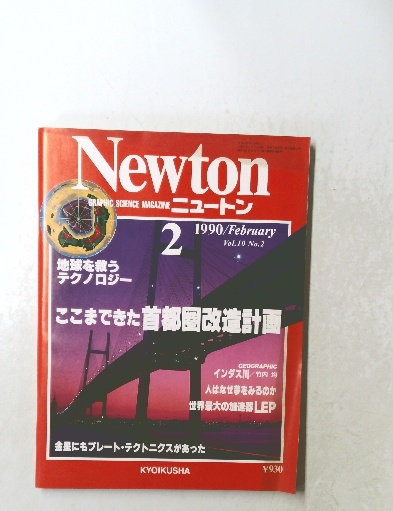 Newton
GRAPHIC SCIENCE MAGAZINE ニュートン
2
1990/February
Vol.10 No.2
地球を救う
テクノロジー
ここまできた首都圏改造計画
GEOGRAPHIC
インダス川/竹内 均
人はなぜ夢をみるのか
世界最大の加速器LEP
金星にもプレート・テクトニクスがあった
KYOIKUSHA
¥930